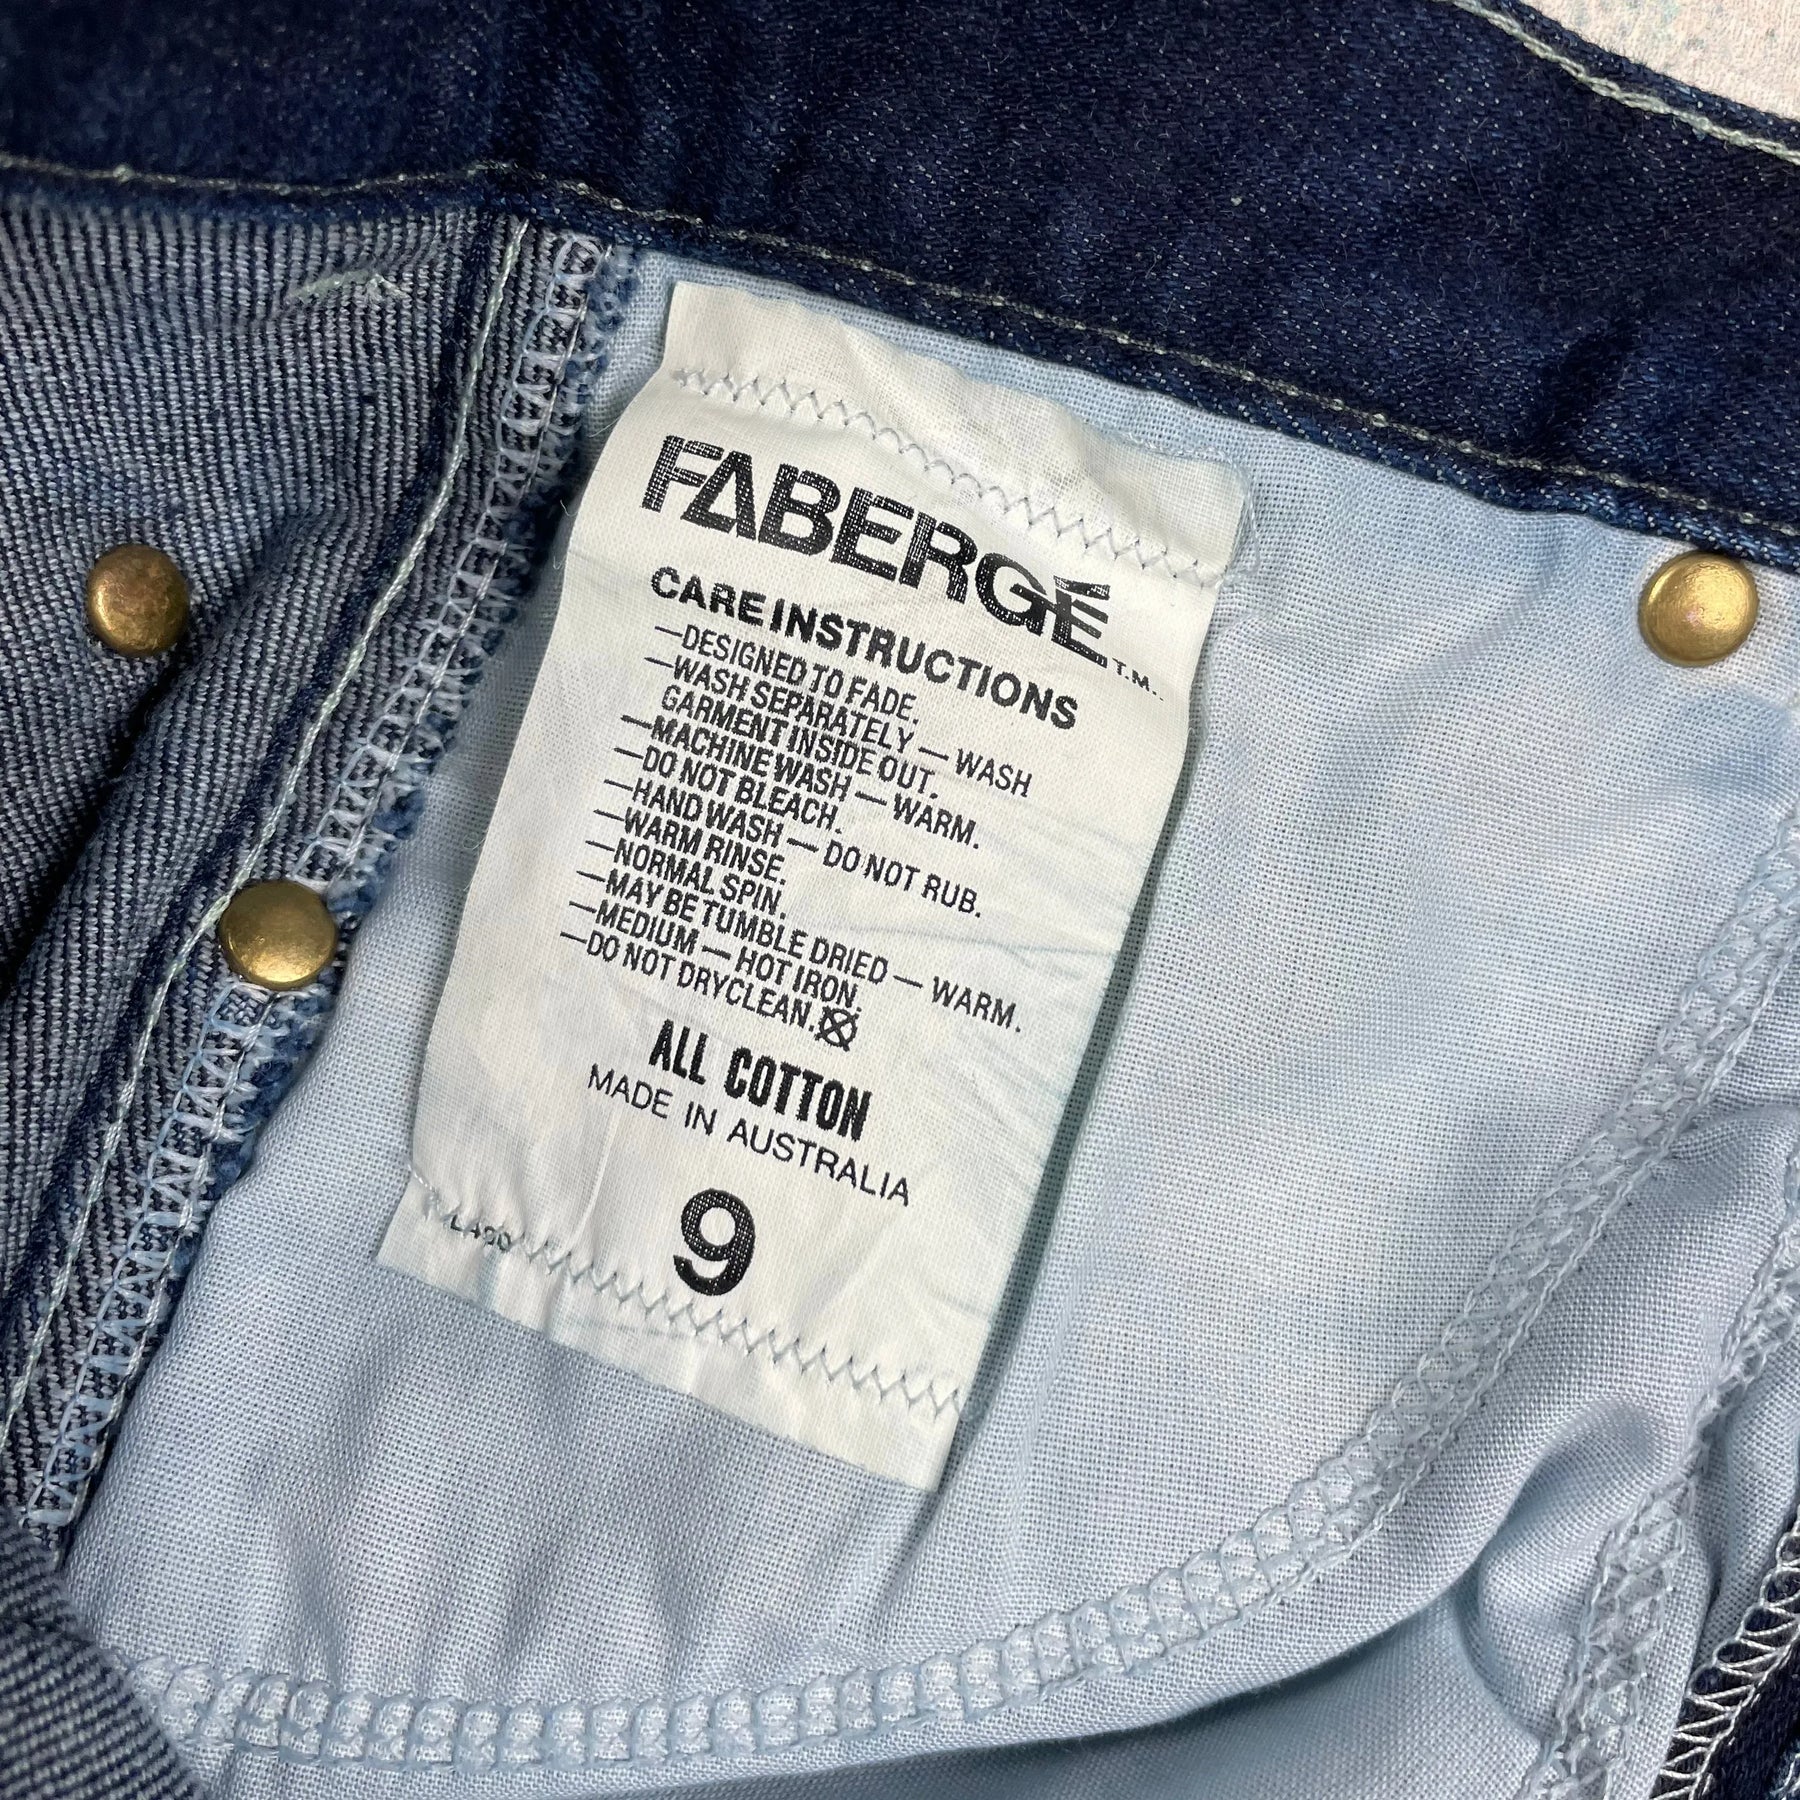 FABERGÉ T.M.
CARE INSTRUCTIONS
—DESIGNED TO FADE.
—WASH SEPARATELY — WASH
GARMENT INSIDE OUT.
—MACHINE WASH — WARM.
—DO NOT BLEACH.
—HAND WASH — DO NOT RUB.
—WARM RINSE.
—NORMAL SPIN.
—MAY BE TUMBLE DRIED — WARM.
—MEDIUM — HOT IRON.
—DO NOT DRYCLEAN.
ALL COTTON
MADE IN AUSTRALIA
9